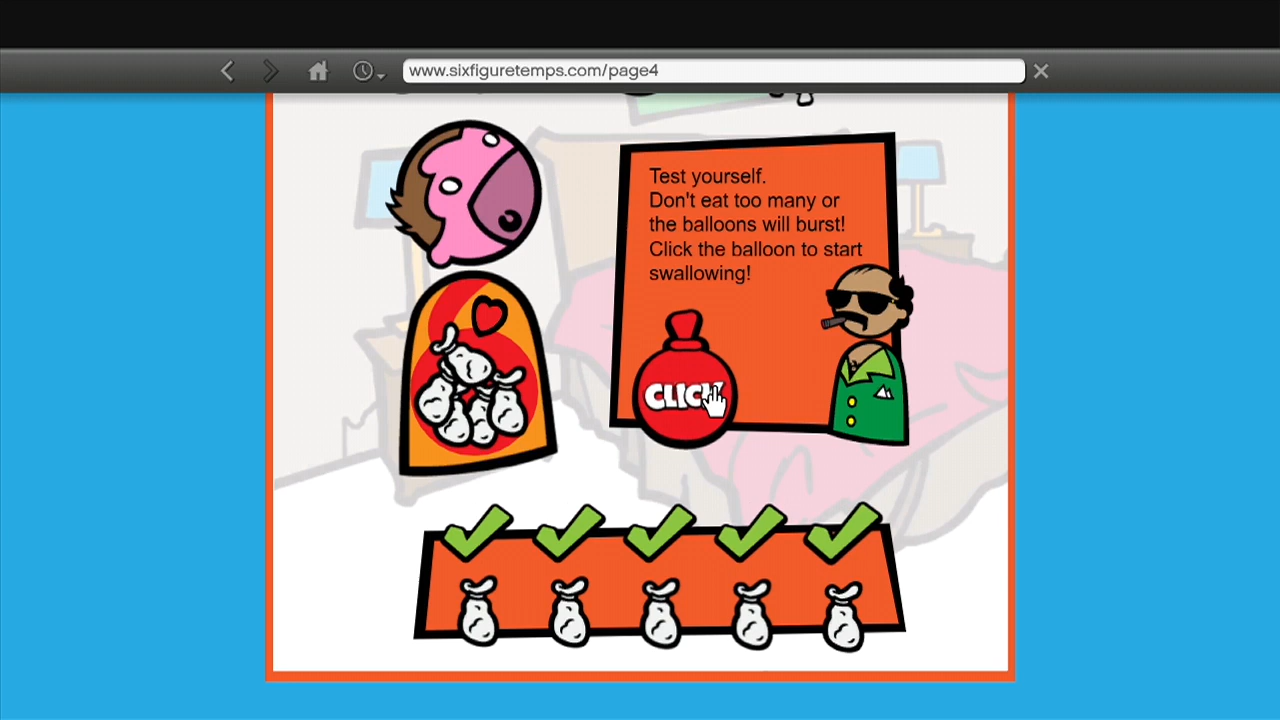 www.sixfiguretemps.com/page4
Test yourself.
Don't eat too many or
the balloons will burst!
Click the balloon to start
swallowing!
CLICK